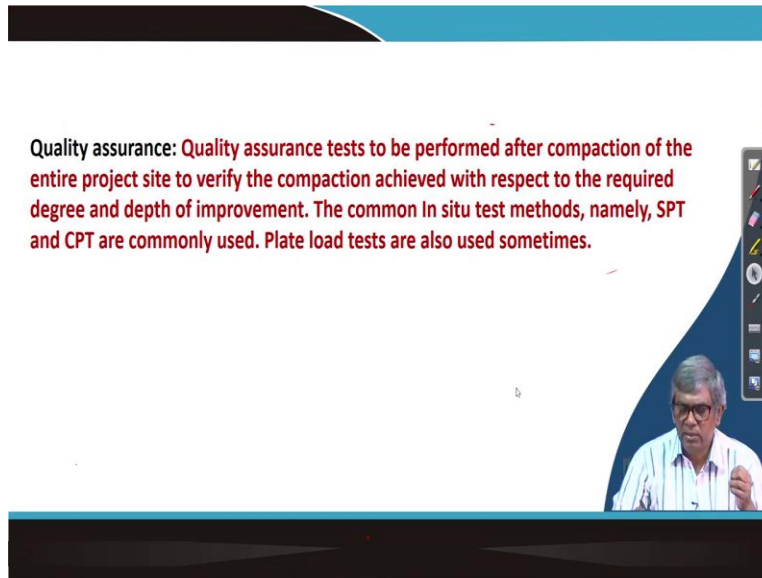 Quality assurance: Quality assurance tests to be performed after compaction of the
entire project site to verify the compaction achieved with respect to the required
degree and depth of improvement. The common In situ test methods, namely, SPT
and CPT are commonly used. Plate load tests are also used sometimes.